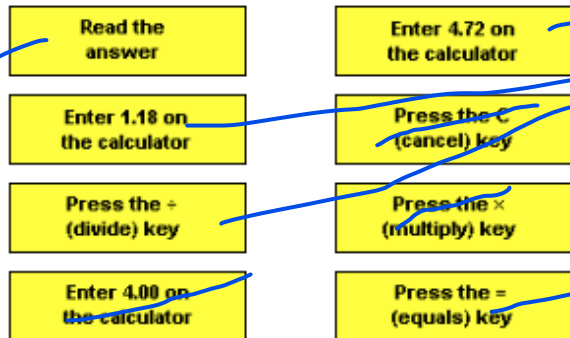 Read the
answer
Enter 4.72 on
the calculator
Enter 1.18 on
the calculator
Press the C
(cancel) key
Press the ÷
(divide) key
Press the ×
(multiply) key
Enter 4.00 on
the calculator
Press the =
(equals) key